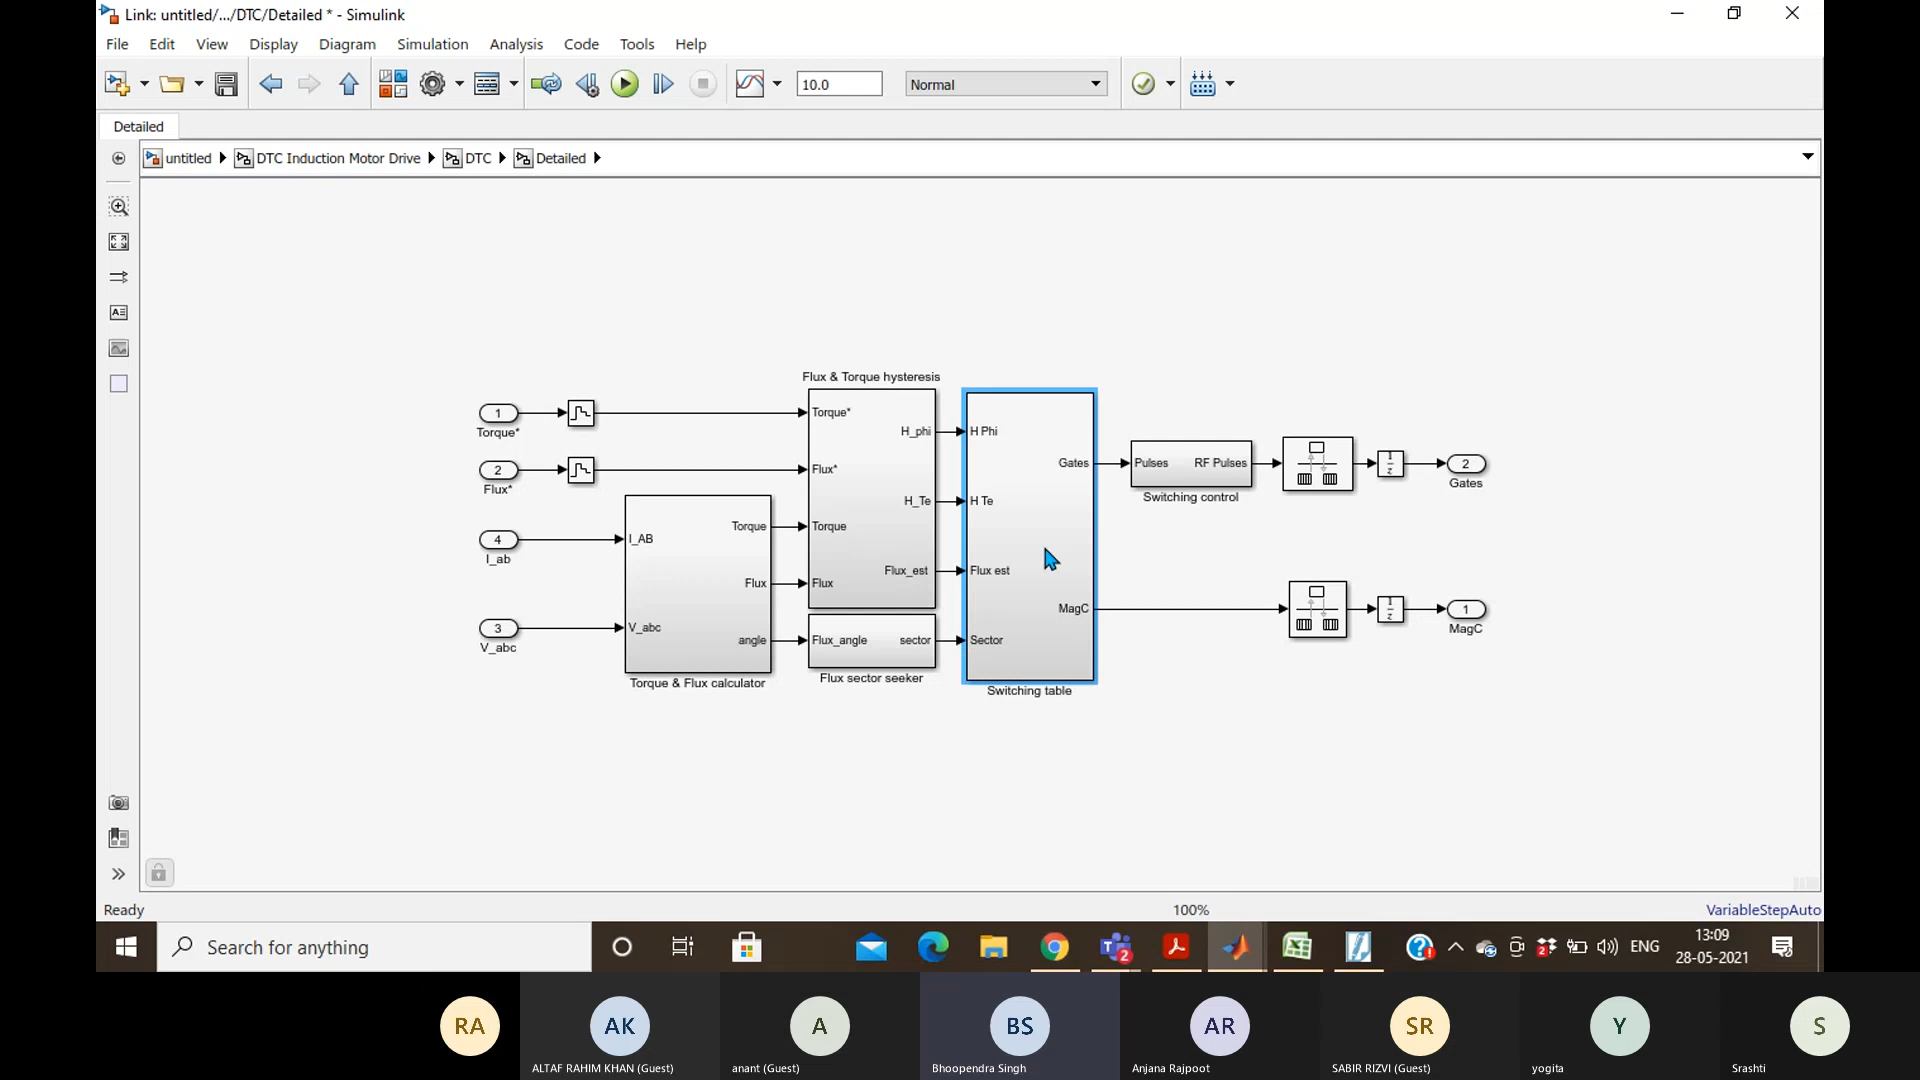 Link: untitled/.../DTC/Detailed * - Simulink
File Edit View Display Diagram Simulation Analysis Code Tools Help
10.0 Normal
Detailed
untitled DTC Induction Motor Drive DTC Detailed
Flux & Torque hysteresis
1 Torque*
Torque*
H_phi H Phi
Gates Pulses RF Pulses 2
Switching control Gates
2 Flux*
Flux*
H_Te H Te
Torque Torque
4 I_AB
I_ab
Flux_est Flux est
Flux Flux
MagC 1
MagC
3 V_abc
V_abc
angle Flux_angle sector Sector
Torque & Flux calculator Flux sector seeker Switching table
1
z
1
z
Ready 100% VariableStepAuto
Search for anything
2
2
ENG
13:09
28-05-2021
RA AK A BS AR SR Y S
ALTAF RAHIM KHAN (Guest) anant (Guest) Bhoopendra Singh Anjana Rajpoot SABIR RIZVI (Guest) yogita Srashti